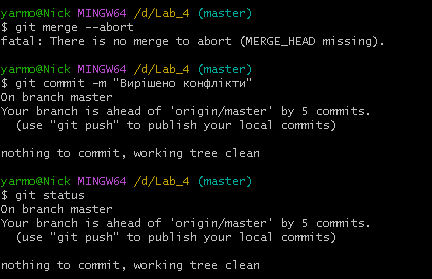 yarmo@Nick MINGW64 /d/Lab_4 (master)
$ git merge --abort
fatal: There is no merge to abort (MERGE_HEAD missing).
yarmo@Nick MINGW64 /d/Lab_4 (master)
$ git commit -m "Вирішено конфлікти"
On branch master
Your branch is ahead of 'origin/master' by 5 commits.
  (use "git push" to publish your local commits)
nothing to commit, working tree clean
yarmo@Nick MINGW64 /d/Lab_4 (master)
$ git status
On branch master
Your branch is ahead of 'origin/master' by 5 commits.
  (use "git push" to publish your local commits)
nothing to commit, working tree clean